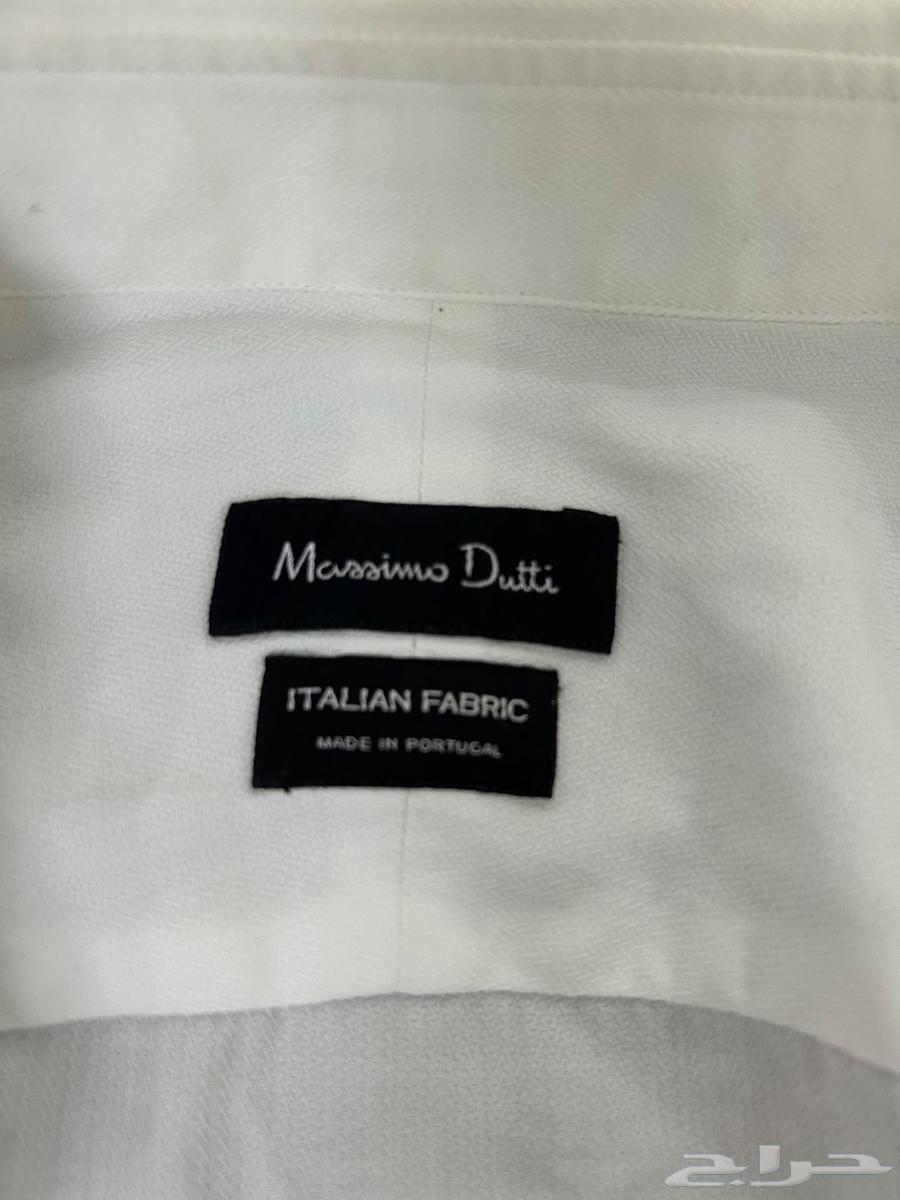 Massimo Dutti
ITALIAN FABRIC
MADE IN PORTUGAL
حراج